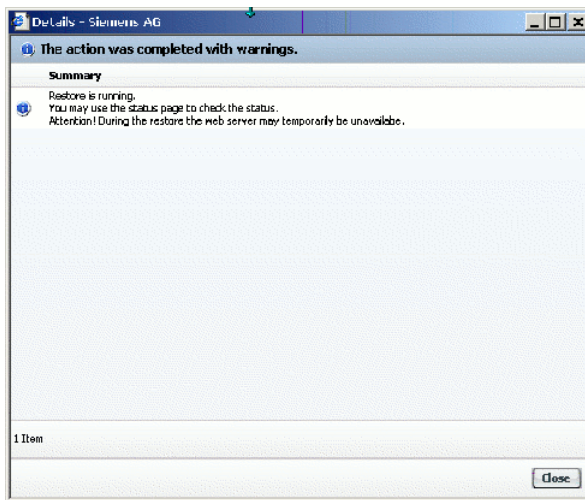 Details - Siemens AG
The action was completed with warnings.
Summary
Restore is running.
You may use the status page to check the status.
Attention! During the restore the web server may temporarily be unavailabe.
1 Item
Close